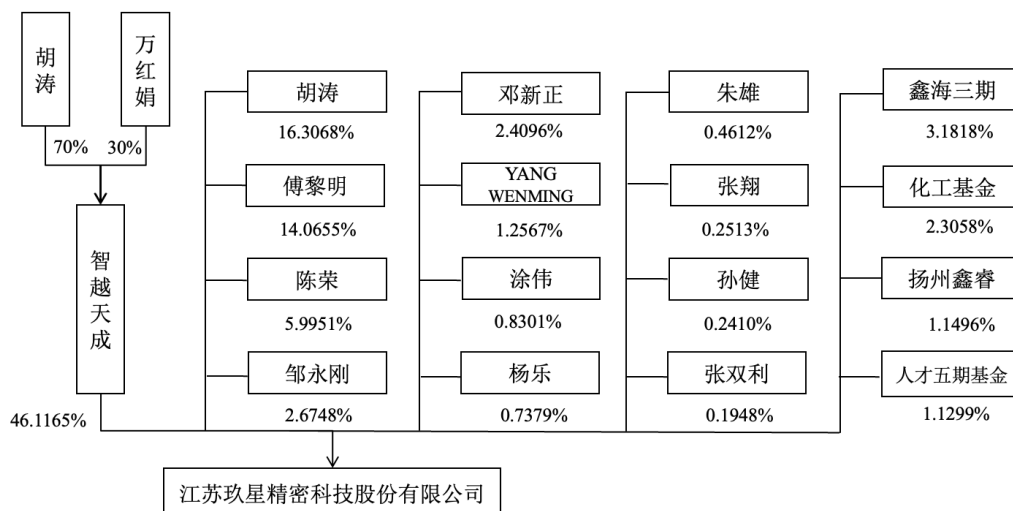 胡涛
万红娟
70%
30%
智越天成
46.1165%
胡涛
16.3068%
傅黎明
14.0655%
陈荣
5.9951%
邹永刚
2.6748%
邓新正
2.4096%
YANG
WENMING
1.2567%
涂伟
0.8301%
杨乐
0.7379%
朱雄
0.4612%
张翔
0.2513%
孙健
0.2410%
张双利
0.1948%
鑫海三期
3.1818%
化工基金
2.3058%
扬州鑫睿
1.1496%
人才五期基金
1.1299%
江苏玖星精密科技股份有限公司